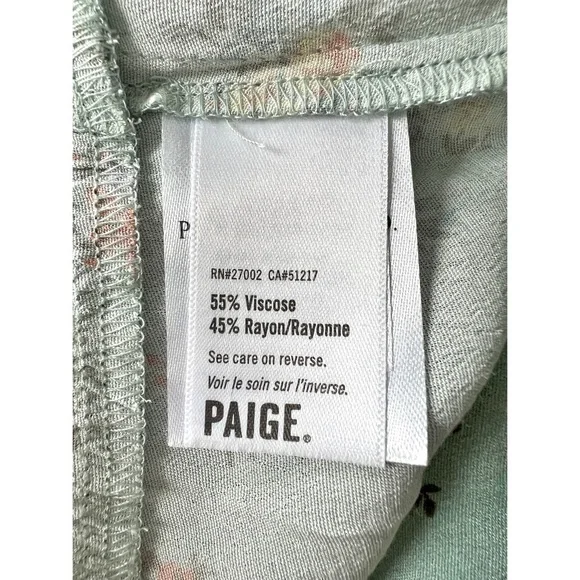 RN#27002 CA#51217
55% Viscose
45% Rayon/Rayonne
See care on reverse.
Voir le soin sur l'inverse.
PAIGE®